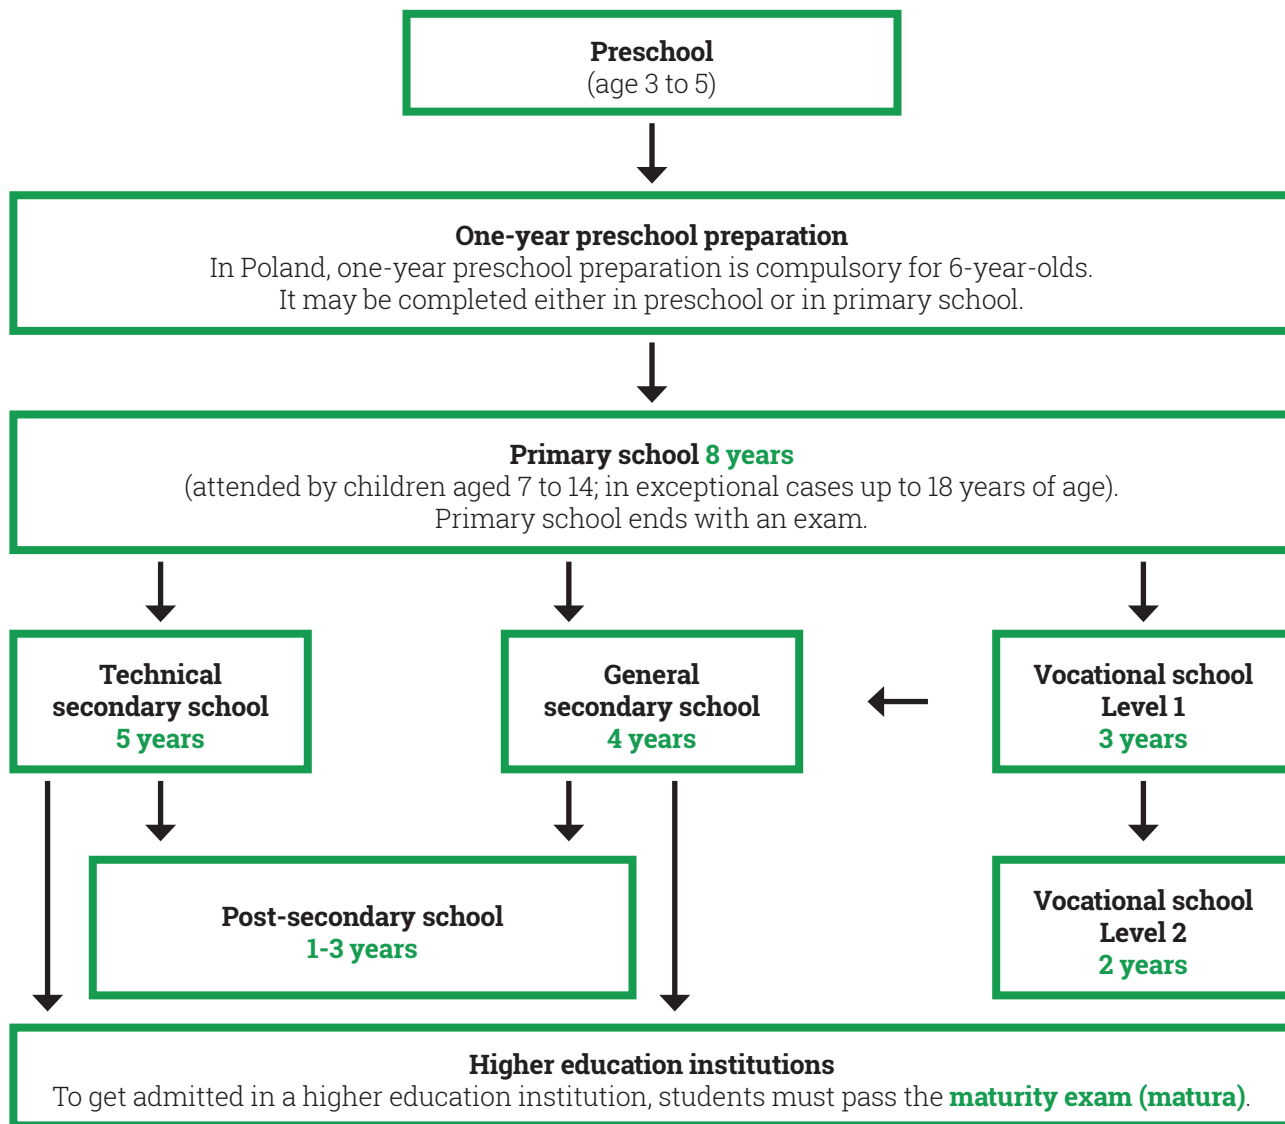 Preschool
(age 3 to 5)
One-year preschool preparation
In Poland, one-year preschool preparation is compulsory for 6-year-olds.
It may be completed either in preschool or in primary school.
Primary school 8 years
(attended by children aged 7 to 14; in exceptional cases up to 18 years of age).
Primary school ends with an exam.
Technical
secondary school
5 years
General
secondary school
4 years
Vocational school
Level 1
3 years
Post-secondary school
1-3 years
Vocational school
Level 2
2 years
Higher education institutions
To get admitted in a higher education institution, students must pass the maturity exam (matura).